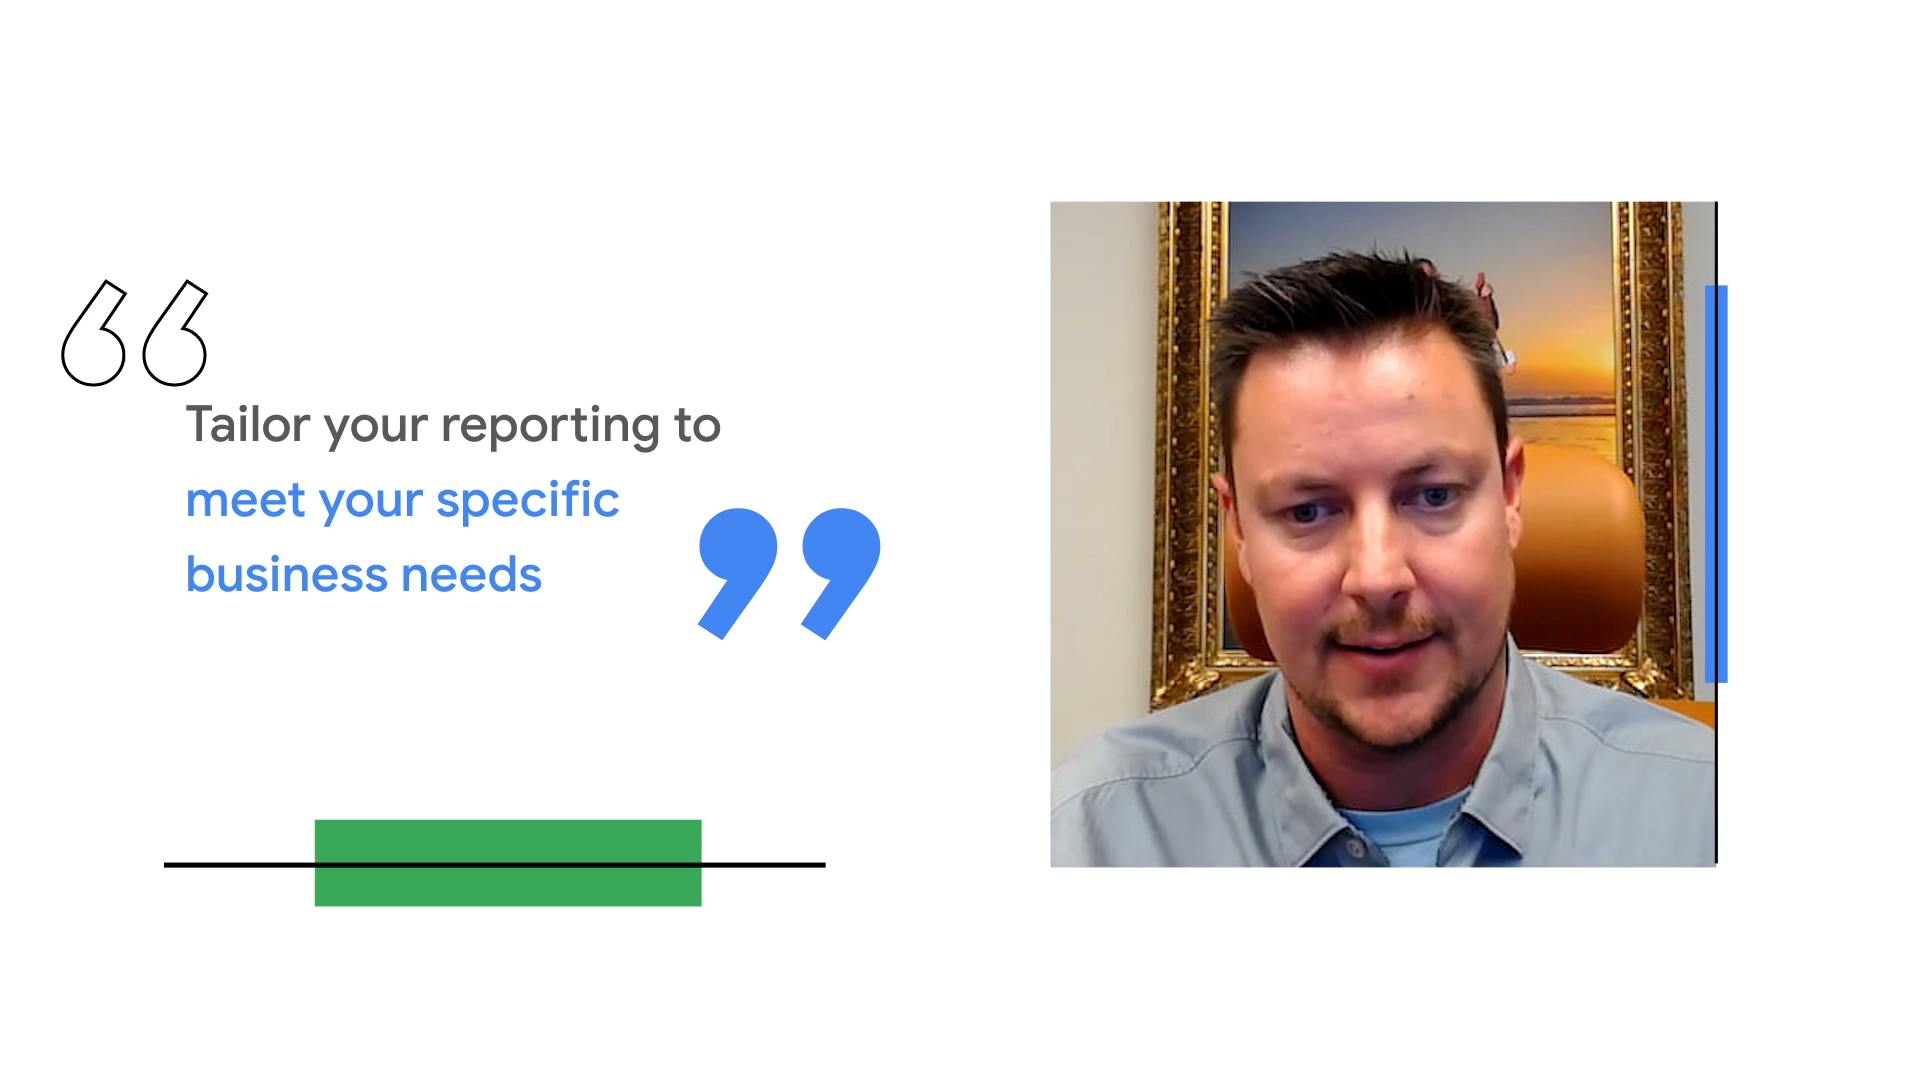 “
Tailor your reporting to
meet your specific
business needs
”